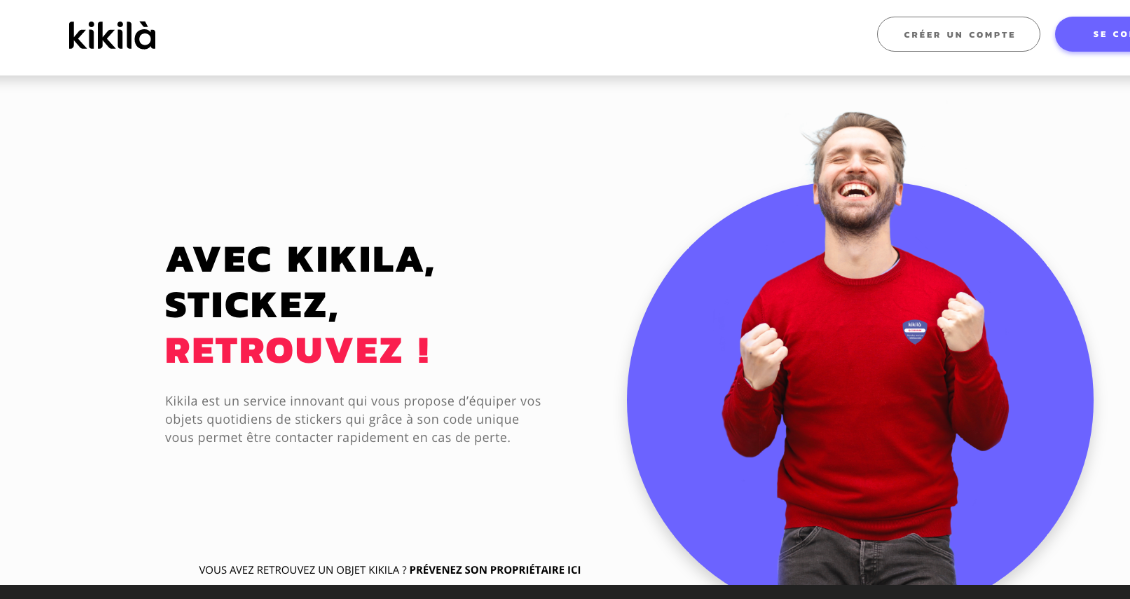 kikilà
CRÉER UN COMPTE
SE CO
AVEC KIKILA,
STICKEZ,
RETROUVEZ !
Kikila est un service innovant qui vous propose d’équiper vos
objets quotidiens de stickers qui grâce à son code unique
vous permet être contacter rapidement en cas de perte.
kikilà
VOUS AVEZ RETROUVEZ UN OBJET KIKILA ? PRÉVENEZ SON PROPRIÉTAIRE ICI